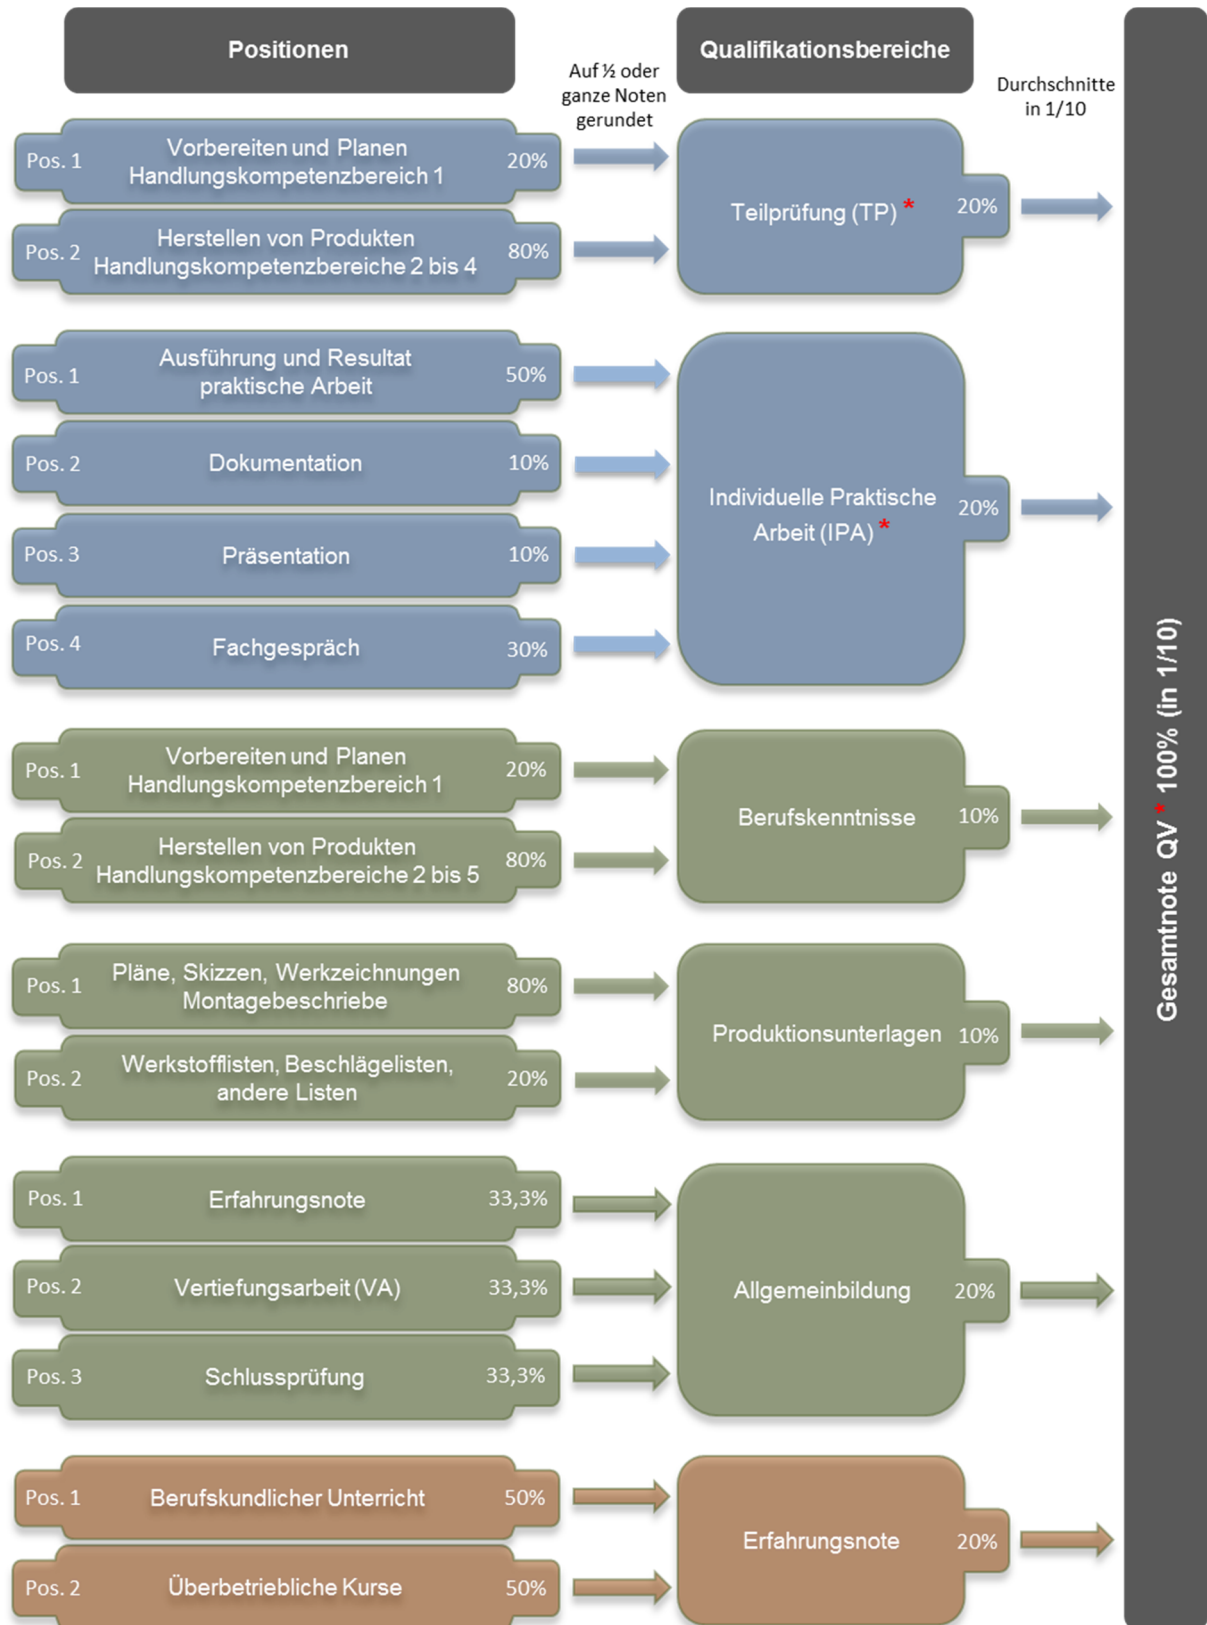 Positionen
Auf ½ oder
ganze Noten
gerundet
Qualifikationsbereiche
Durchschnitte
in 1/10
Pos. 1
Vorbereiten und Planen
Handlungskompetenzbereich 1
20%
Pos. 2
Herstellen von Produkten
Handlungskompetenzbereiche 2 bis 4
80%
Teilprüfung (TP) *
20%
Pos. 1
Ausführung und Resultat
praktische Arbeit
50%
Pos. 2
Dokumentation
10%
Pos. 3
Präsentation
10%
Pos. 4
Fachgespräch
30%
Individuelle Praktische
Arbeit (IPA) *
20%
Pos. 1
Vorbereiten und Planen
Handlungskompetenzbereich 1
20%
Pos. 2
Herstellen von Produkten
Handlungskompetenzbereiche 2 bis 5
80%
Berufskenntnisse
10%
Pos. 1
Pläne, Skizzen, Werkzeichnungen
Montagebeschriebe
80%
Pos. 2
Werkstofflisten, Beschlägelisten,
andere Listen
20%
Produktionsunterlagen
10%
Pos. 1
Erfahrungsnote
33,3%
Pos. 2
Vertiefungsarbeit (VA)
33,3%
Pos. 3
Schlussprüfung
33,3%
Allgemeinbildung
20%
Pos. 1
Berufskundlicher Unterricht
50%
Pos. 2
Überbetriebliche Kurse
50%
Erfahrungsnote
20%
Gesamtnote QV * 100% (in 1/10)